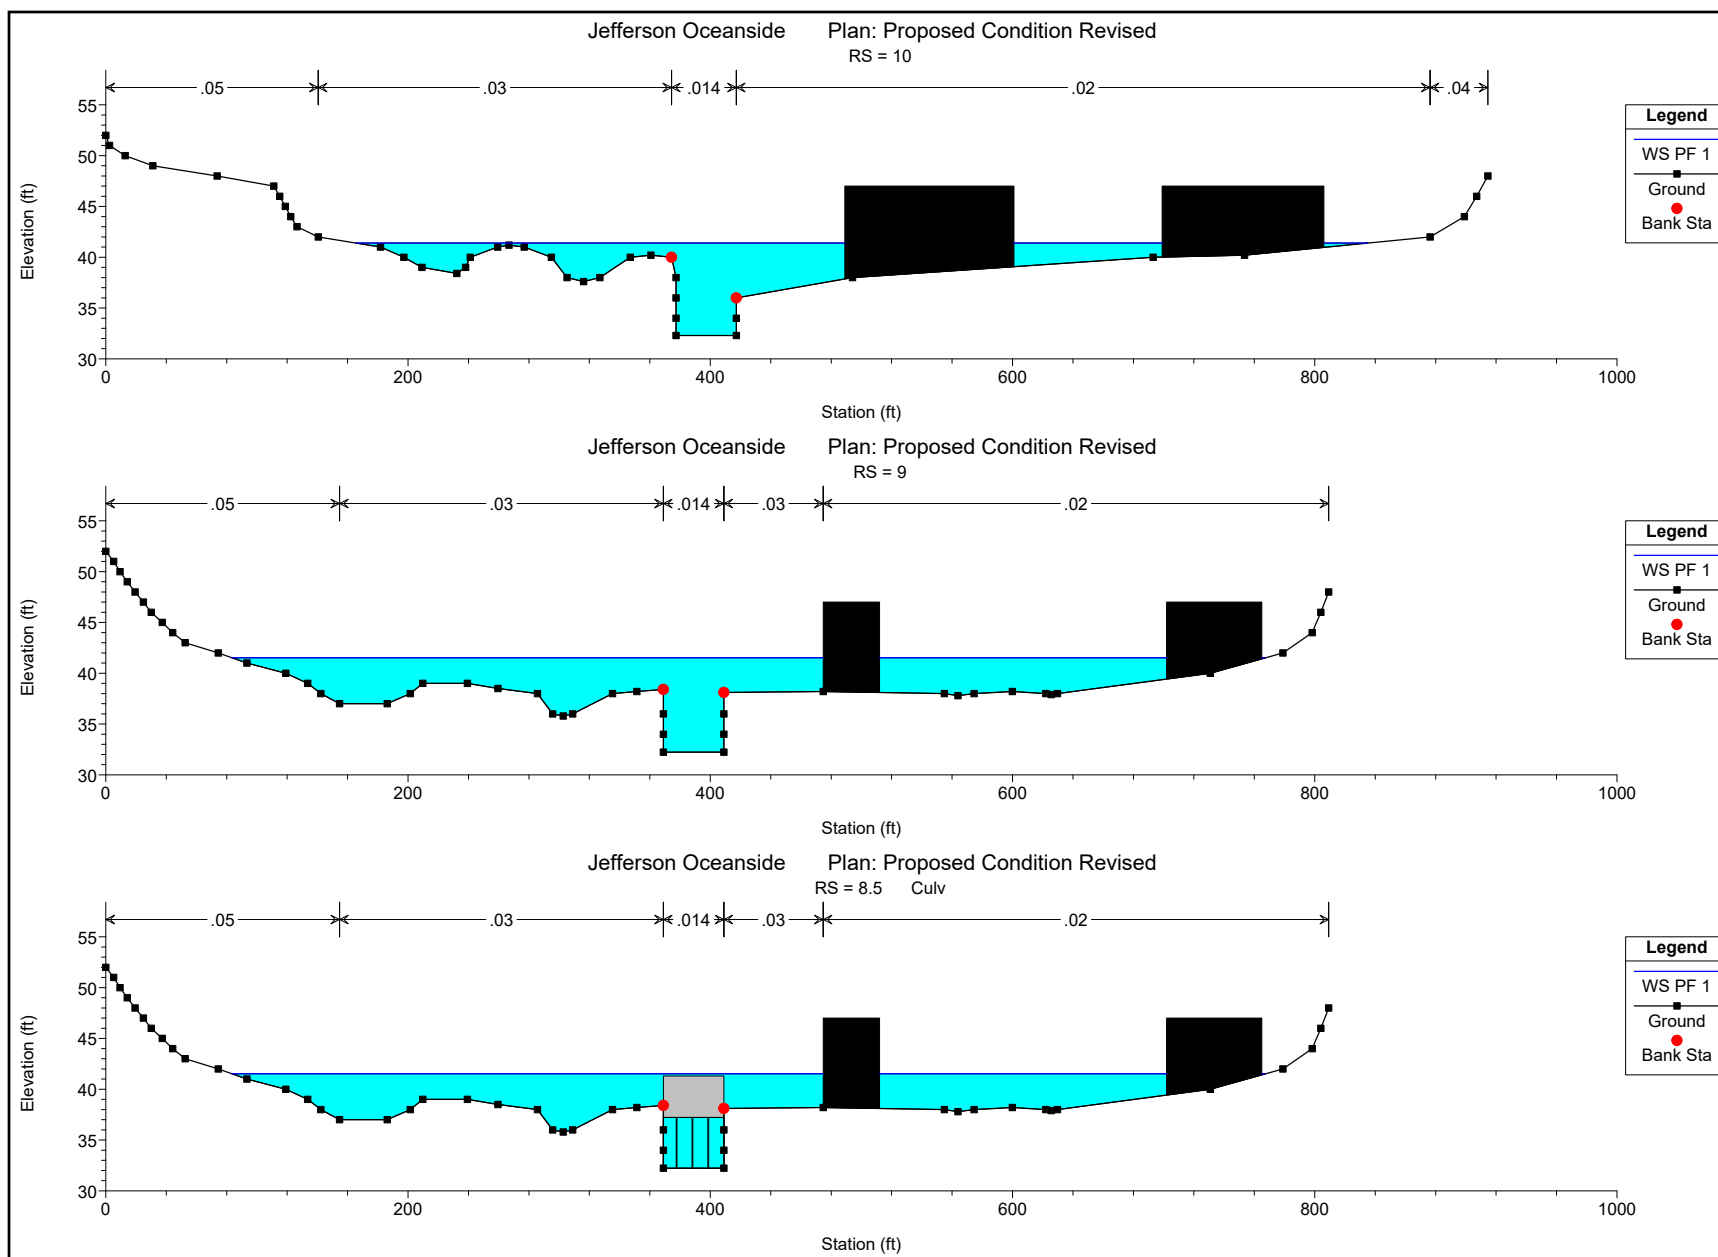 Jefferson Oceanside Plan: Proposed Condition Revised
RS = 10
.05 .03 .014 .02 .04
55
50
45
40
35
30
Elevation (ft)
0 200 400 600 800 1000
Station (ft)
Legend
WS PF 1
Ground
Bank Sta
Jefferson Oceanside Plan: Proposed Condition Revised
RS = 9
.05 .03 .014 .03 .02
55
50
45
40
35
30
Elevation (ft)
0 200 400 600 800 1000
Station (ft)
Legend
WS PF 1
Ground
Bank Sta
Jefferson Oceanside Plan: Proposed Condition Revised
RS = 8.5 Culv
.05 .03 .014 .03 .02
55
50
45
40
35
30
Elevation (ft)
0 200 400 600 800 1000
Station (ft)
Legend
WS PF 1
Ground
Bank Sta